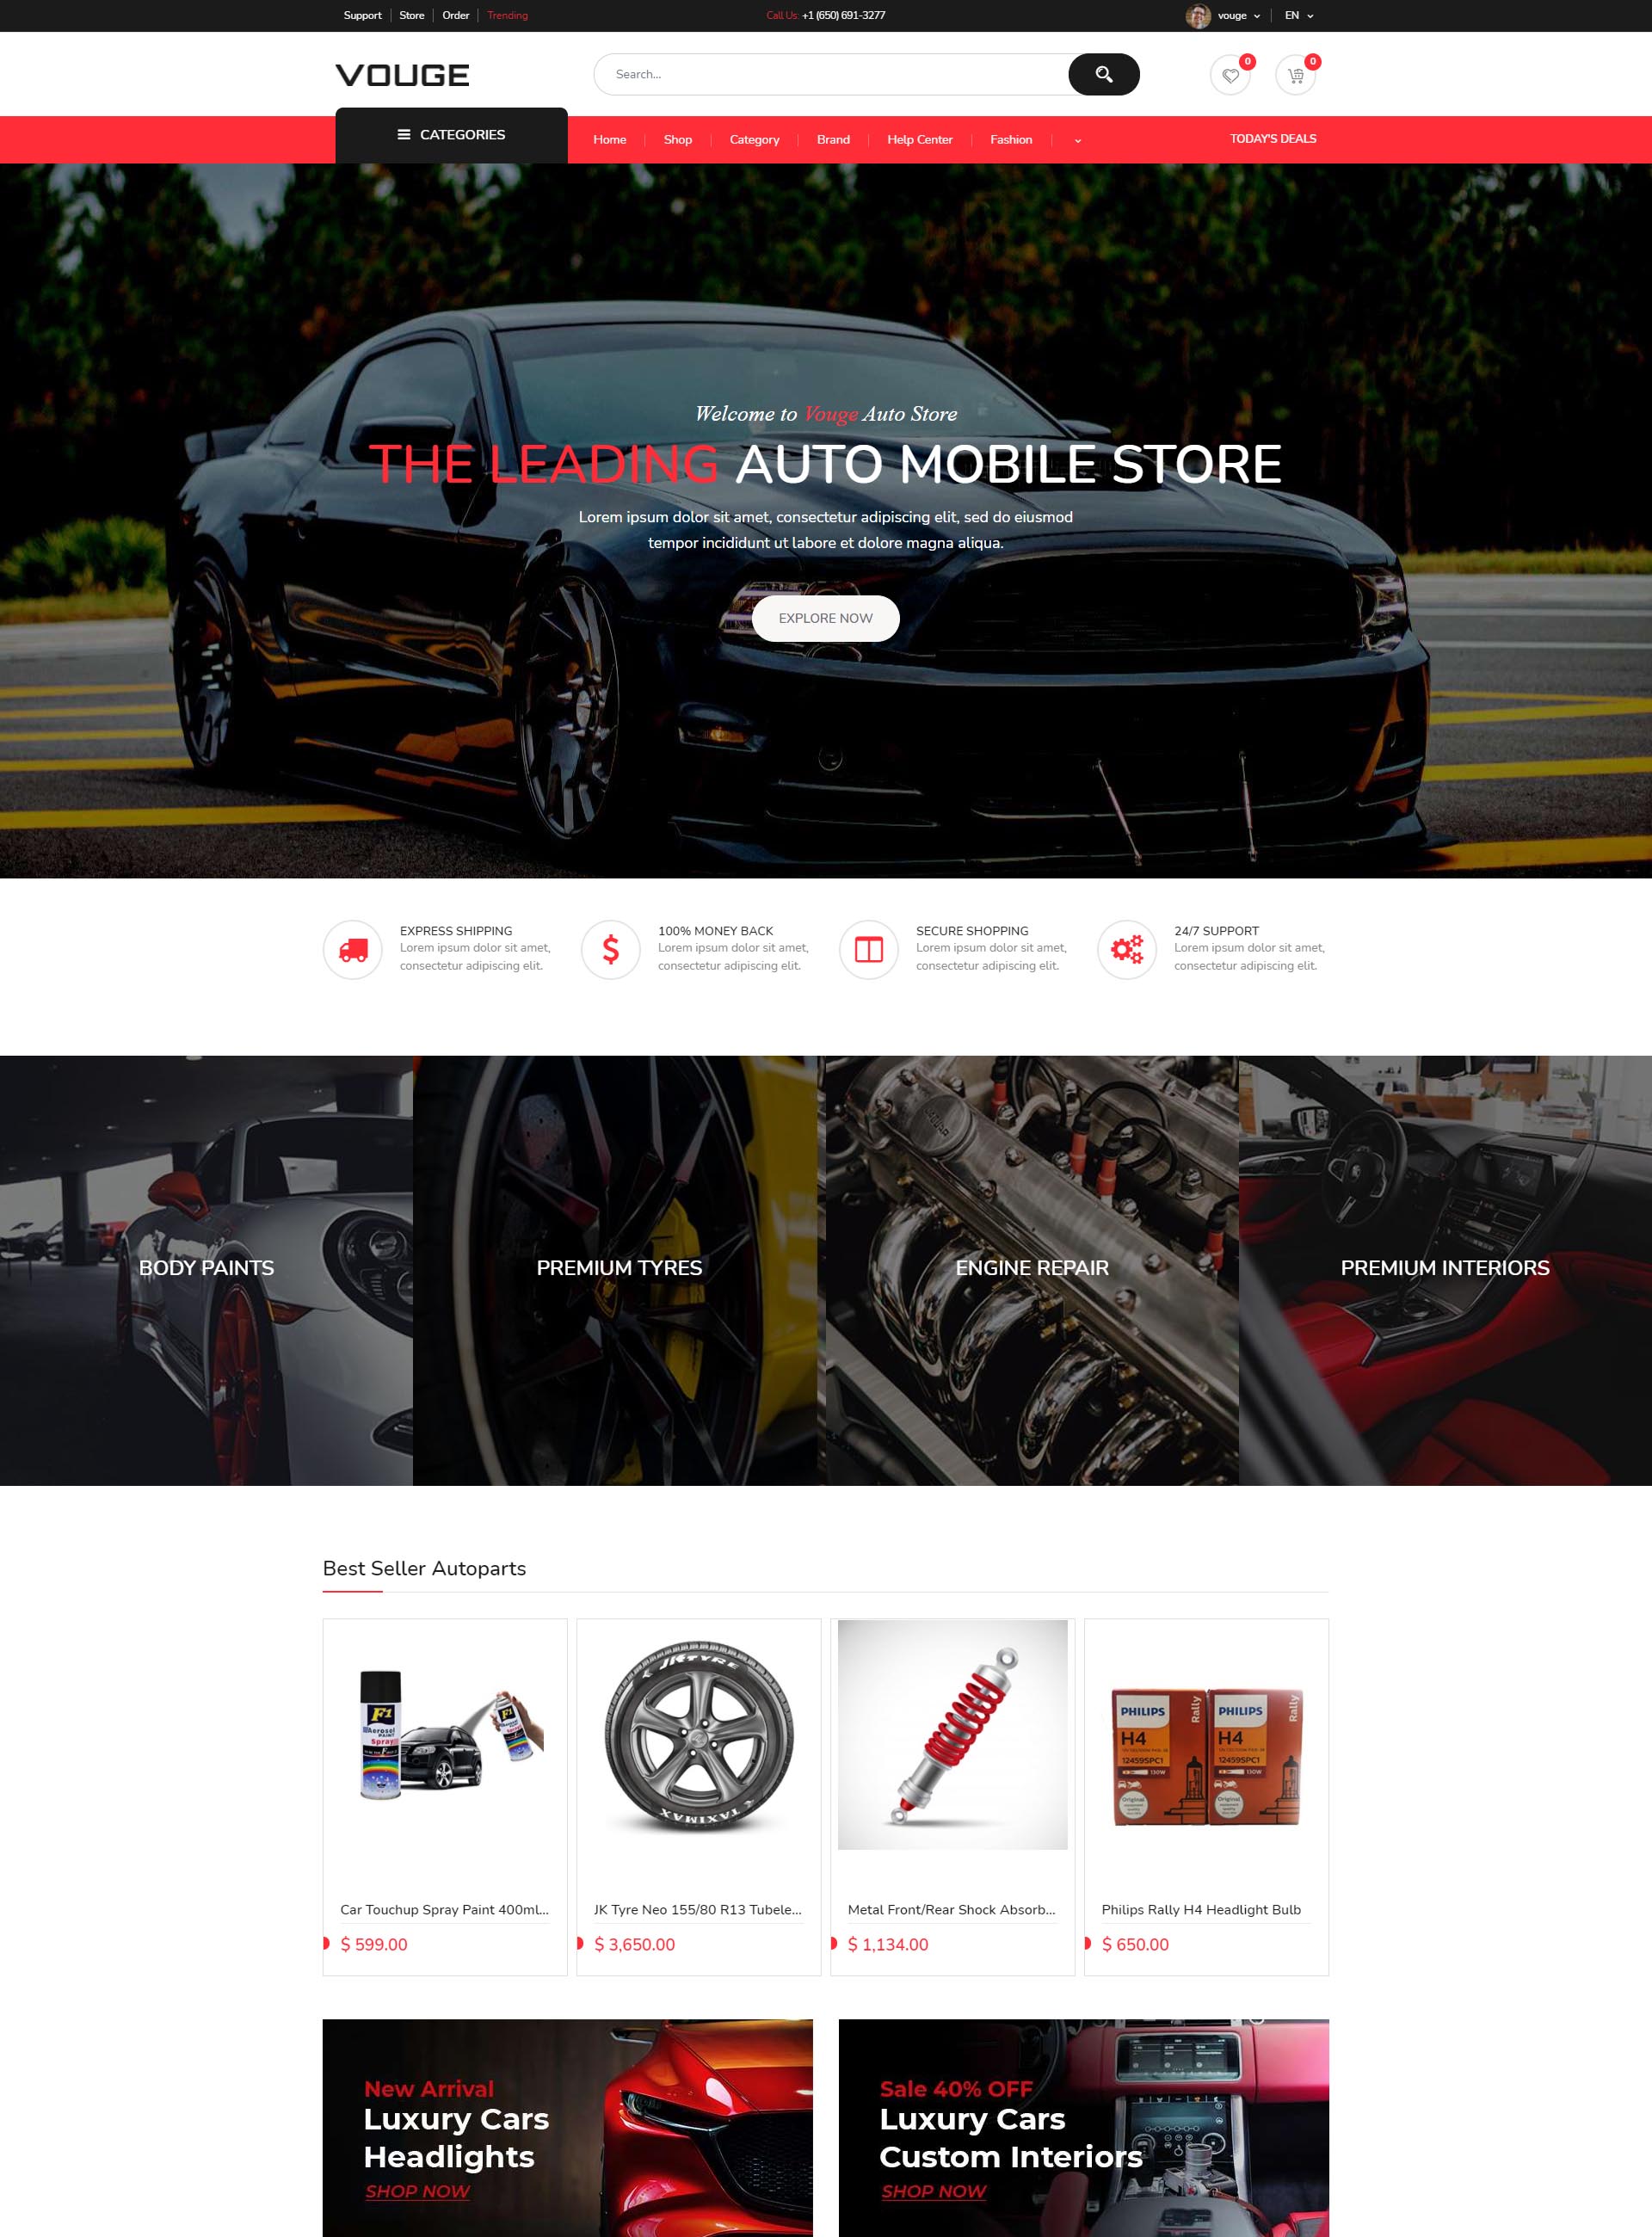 Support Store Order Trending Call Us: +1 (650) 691-3277 vouge EN
VOUGE Search... 0 0
CATEGORIES Home Shop Category Brand Help Center Fashion TODAY'S DEALS
Welcome to Vouge Auto Store
THE LEADING AUTO MOBILE STORE
Lorem ipsum dolor sit amet, consectetur adipiscing elit, sed do eiusmod
tempor incididunt ut labore et dolore magna aliqua.
EXPLORE NOW
EXPRESS SHIPPING
Lorem ipsum dolor sit amet,
consectetur adipiscing elit.
100% MONEY BACK
Lorem ipsum dolor sit amet,
consectetur adipiscing elit.
SECURE SHOPPING
Lorem ipsum dolor sit amet,
consectetur adipiscing elit.
24/7 SUPPORT
Lorem ipsum dolor sit amet,
consectetur adipiscing elit.
BODY PAINTS
PREMIUM TYRES
ENGINE REPAIR
PREMIUM INTERIORS
Best Seller Autoparts
F1
Aerosol
PAINT
Spray
F1
JK TYRE
TAXIMAX
PHILIPS
Rally
H4
12459SPC1
130W
Original
PHILIPS
Rally
H4
12459SPC1
130W
Original
Car Touchup Spray Paint 400ml...
$ 599.00
JK Tyre Neo 155/80 R13 Tubele...
$ 3,650.00
Metal Front/Rear Shock Absorb...
$ 1,134.00
Philips Rally H4 Headlight Bulb
$ 650.00
New Arrival
Luxury Cars
Headlights
SHOP NOW
Sale 40% OFF
Luxury Cars
Custom Interiors
SHOP NOW